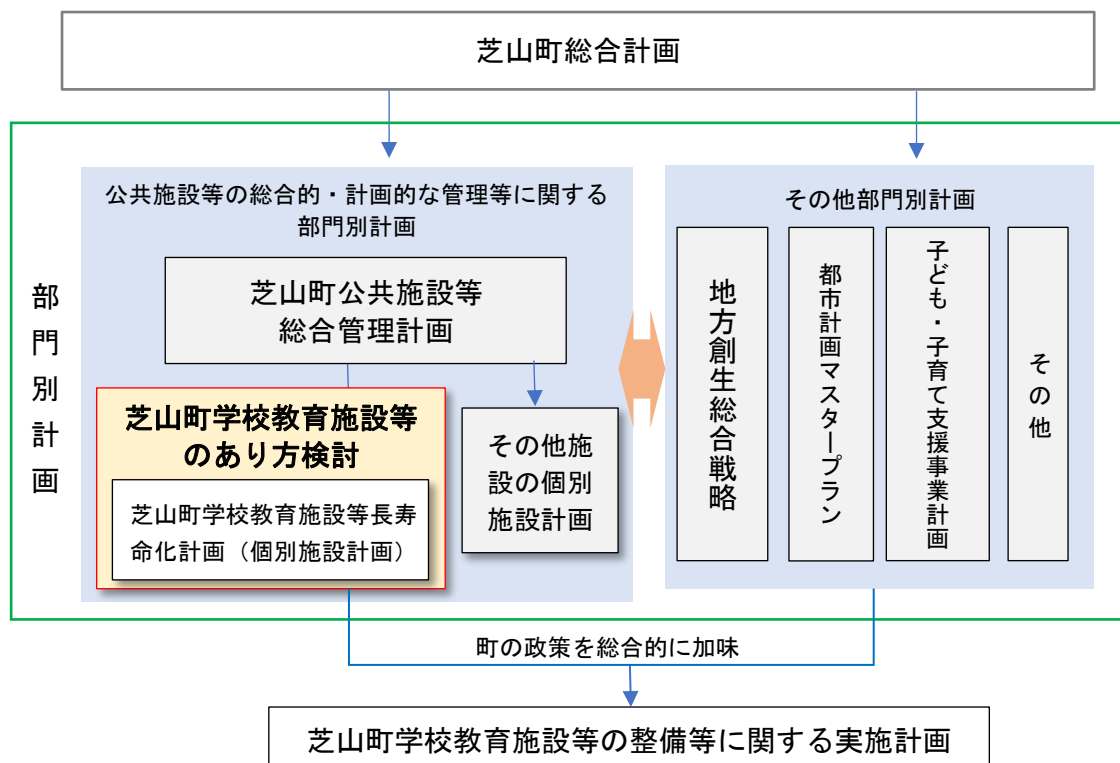 芝山町総合計画
部門別計画
公共施設等の総合的・計画的な管理等に関する
部門別計画
芝山町公共施設等
総合管理計画
芝山町学校教育施設等
のあり方検討
芝山町学校教育施設等長寿
命化計画（個別施設計画）
その他施
設の個別
施設計画
その他部門別計画
地方創生総合戦略
都市計画マスタープラン
子ども・子育て支援事業計画
その他
町の政策を総合的に加味
芝山町学校教育施設等の整備等に関する実施計画